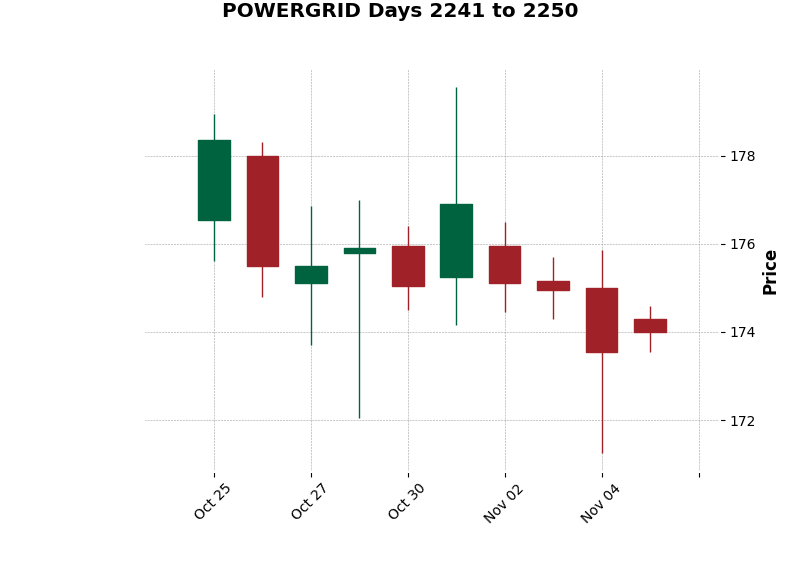 POWERGRID Days 2241 to 2250
178
176
174
172
Price
Oct 25
Oct 27
Oct 30
Nov 02
Nov 04